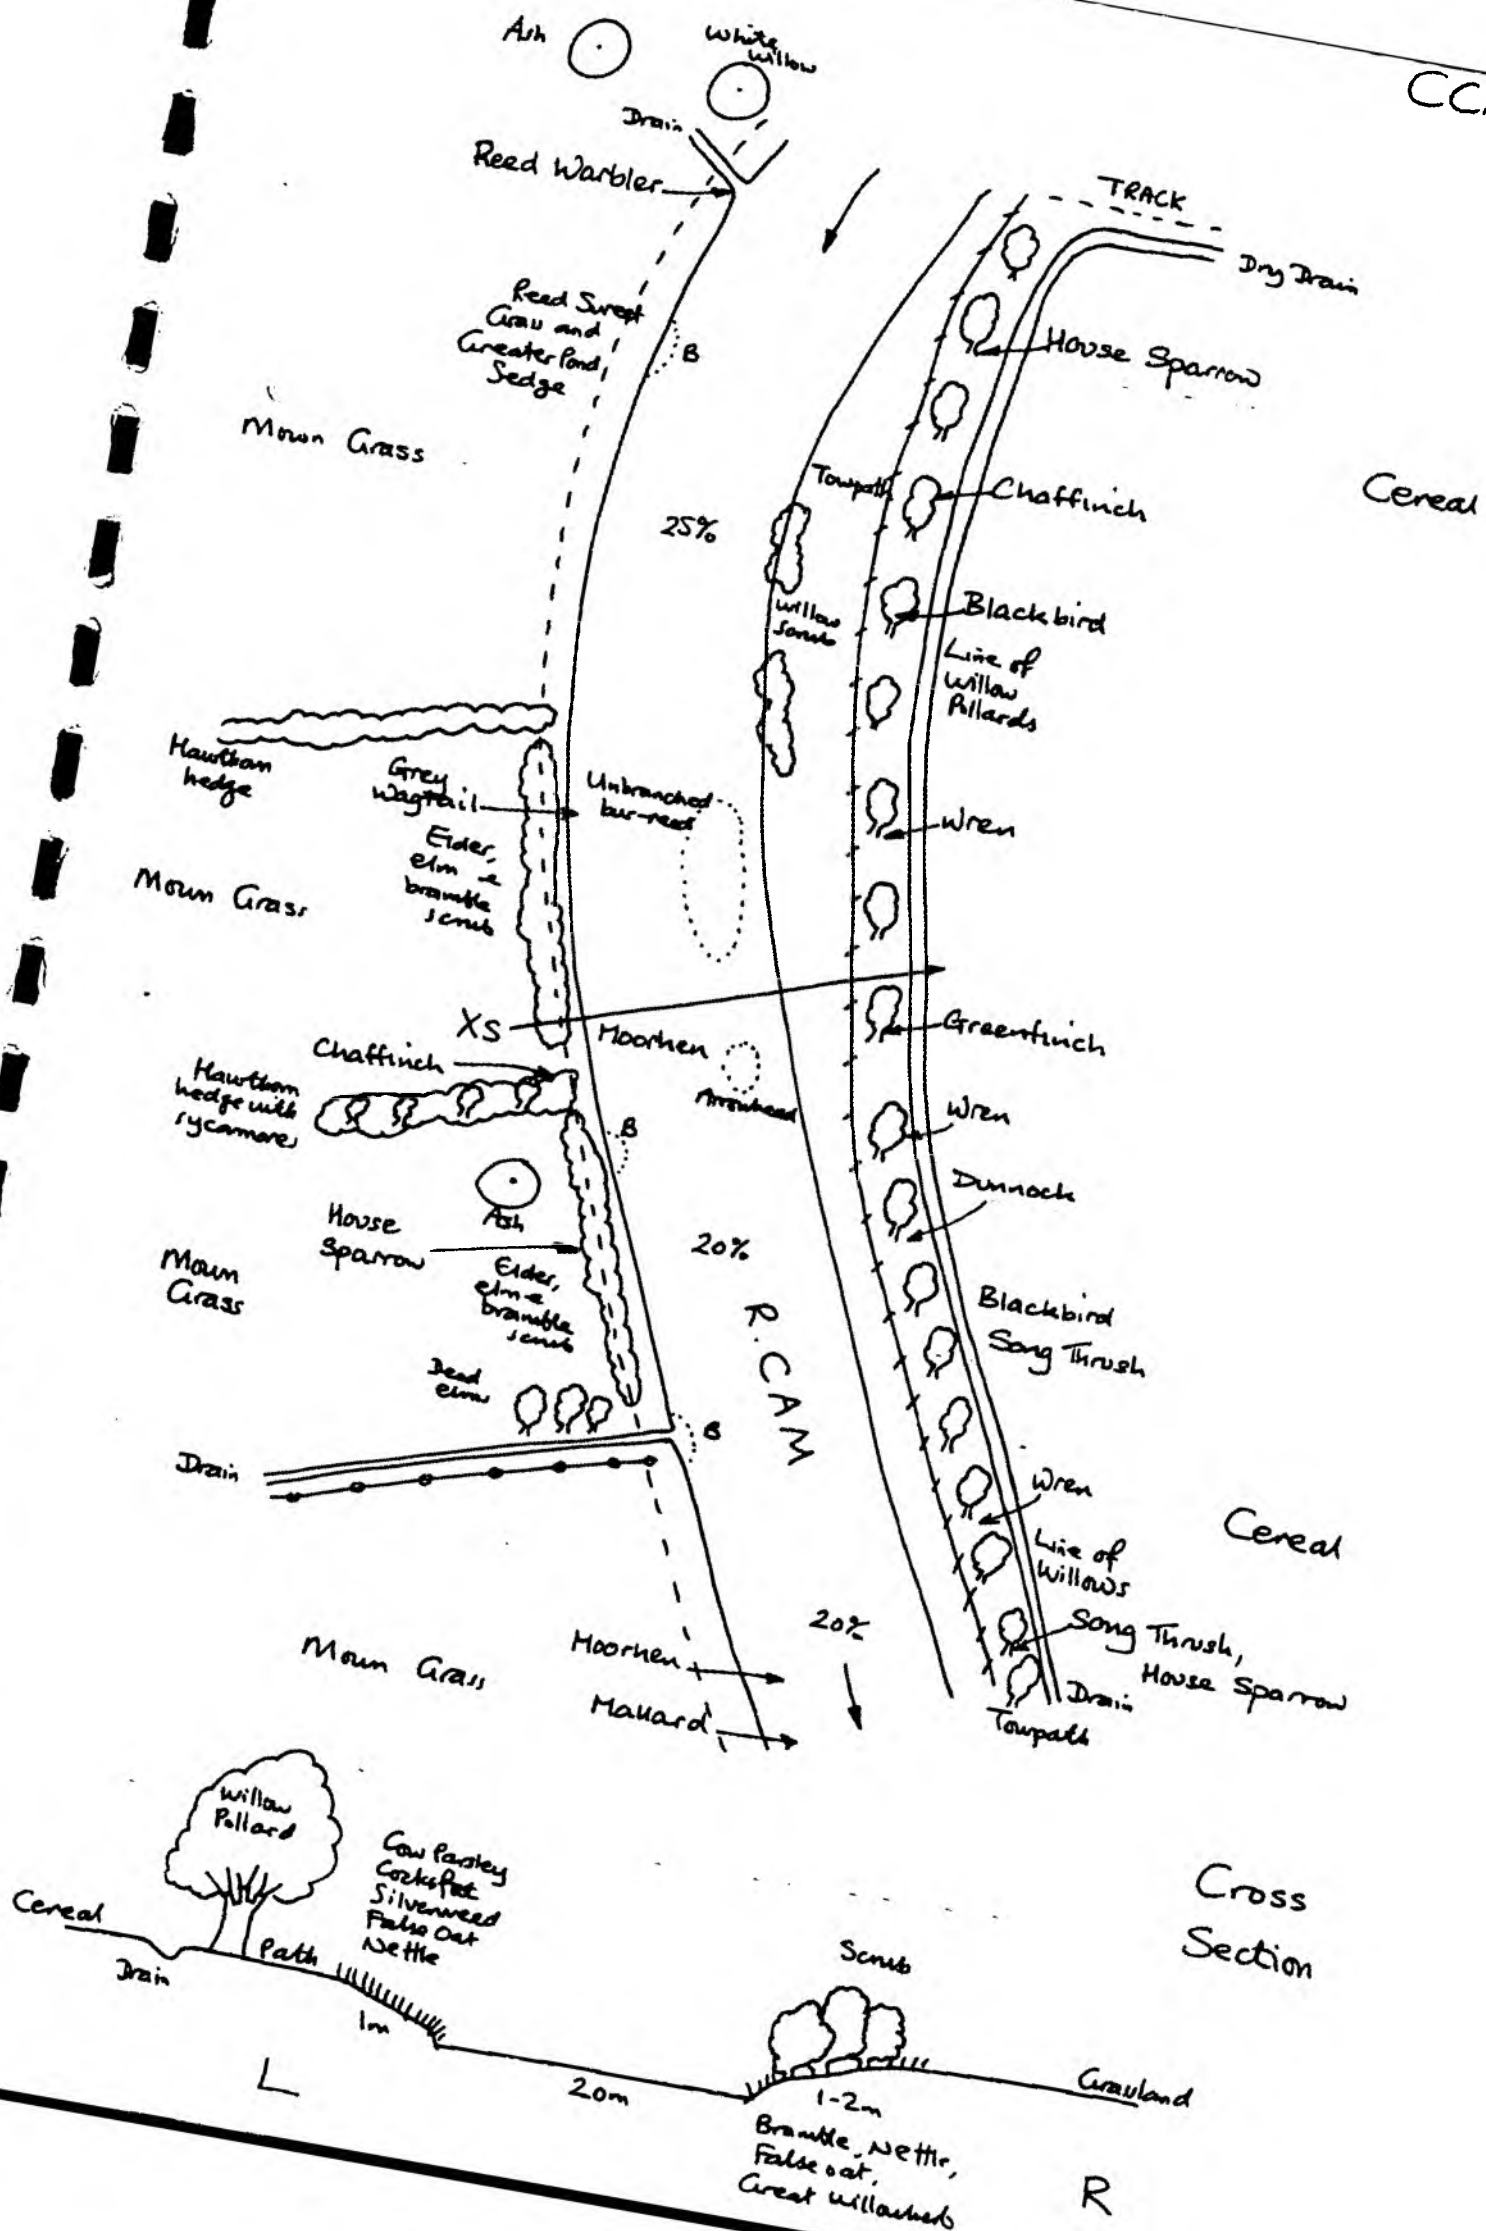 Ash
White
Willow
CC
Drain
Reed Warbler
TRACK
Dry Drain
Reed Sweet
Grass and
Greater Pond
Sedge
B
House Sparrow
Mown Grass
Towpath
Chaffinch
Cereal
25%
Willow
Scrub
Blackbird
Line of
Willow
Pollards
Hawthorn
hedge
Grey
Wagtail
Unbranched
bur-reed
Wren
Elder,
elm &
bramble
scrub
Mown Grass
XS
Moorhen
Greenfinch
Chaffinch
Hawthorn
hedge with
sycamores
Arrowhead
Wren
B
Ash
Dunnock
House
Sparrow
20%
Mown
Grass
Elder,
elm &
bramble
scrub
Blackbird
Song Thrush
R. CAM
Dead
elms
B
Drain
Wren
Cereal
Line of
Willows
20%
Song Thrush,
House Sparrow
Mown Grass
Moorhen
Mallard
Drain
Towpath
Willow
Pollard
Cow Parsley
Cocksfoot
Silverweed
False Oat
Nettle
Cross
Section
Cereal
Drain
Path
Scrub
1m
L
20m
1-2m
Grassland
Bramble, Nettle,
False oat,
Great Willowherb
R